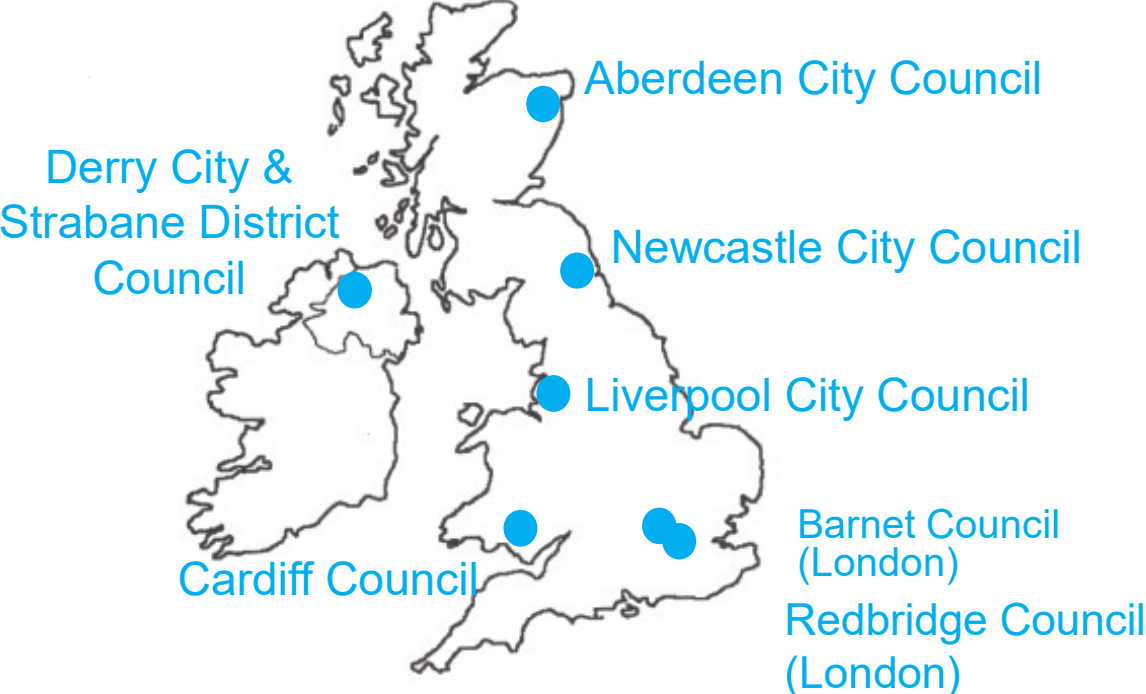 Aberdeen City Council
Derry City &
Strabane District
Council
Newcastle City Council
Liverpool City Council
Barnet Council
(London)
Cardiff Council
Redbridge Council
(London)